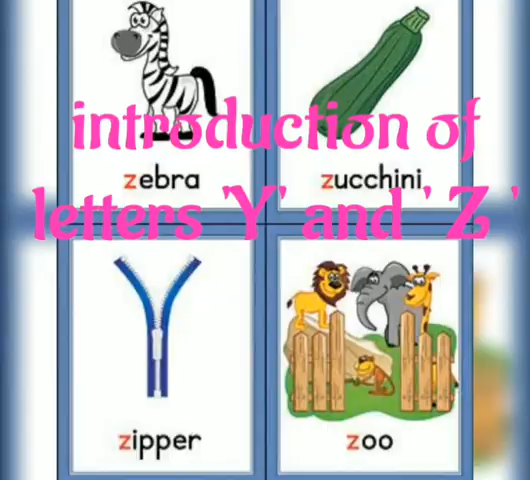 zebra
zucchini
introduction of
letters 'Y' and ' Z '
zipper
zoo